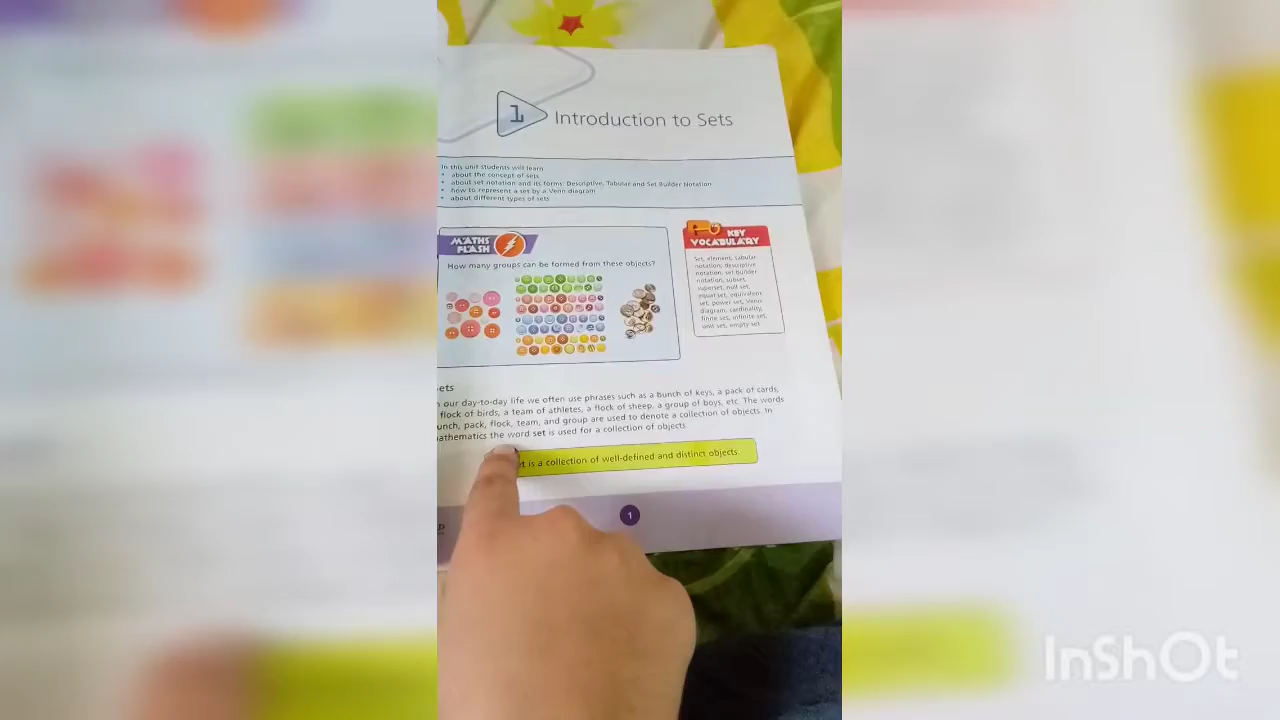 1
Introduction to Sets
In this unit students will learn
• about the concept of sets
• about set notation and its forms: Descriptive, Tabular and Set Builder Notation
• how to represent a set by a Venn diagram
• about different types of sets
MATHS
FLASH
How many groups can be formed from these objects?
KEY
VOCABULARY
Set, element, tabular
notation, descriptive
notation, set builder
notation, subset,
superset, null set,
equal set, equivalent
set, power set, Venn
diagram, cardinality,
finite set, infinite set,
unit set, empty set
ets
our day-to-day life we often use phrases such as a bunch of keys, a pack of cards,
flock of birds, a team of athletes, a flock of sheep, a group of boys, etc. The words
unch, pack, flock, team, and group are used to denote a collection of objects. In
athematics the word set is used for a collection of objects.
et is a collection of well-defined and distinct objects.
1
InShOt